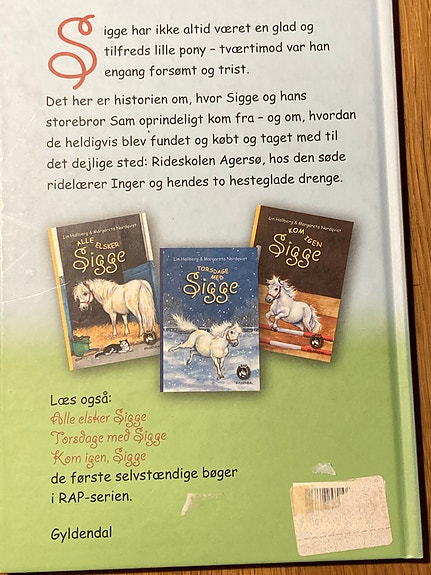 Sigge har ikke altid været en glad og
tilfreds lille pony – tværtimod var han
engang forsømt og trist.
Det her er historien om, hvor Sigge og hans
storebror Sam oprindeligt kom fra – og om, hvordan
de heldigvis blev fundet og købt og taget med til
det dejlige sted: Rideskolen Agersø, hos den søde
ridelærer Inger og hendes to hesteglade drenge.
Lin Hallberg & Margareta Nordqvist
ALLE ELSKER
Sigge
Lin Hallberg & Margareta Nordqvist
TORSDAGE MED
Sigge
Lin Hallberg & Margareta Nordqvist
KOM IGEN
Sigge
Læs også:
Alle elsker Sigge
Torsdage med Sigge
Kom igen, Sigge
de første selvstændige bøger
i RAP-serien.
Gyldendal